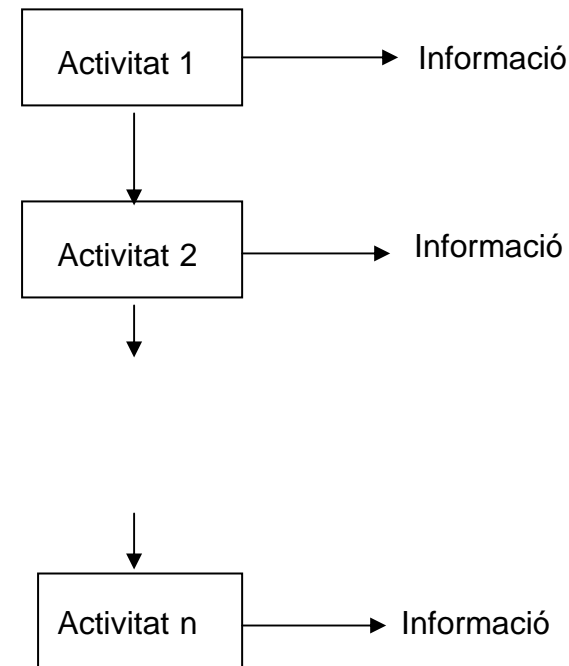 Activitat 1
Informació
Activitat 2
Informació
Activitat n
Informació